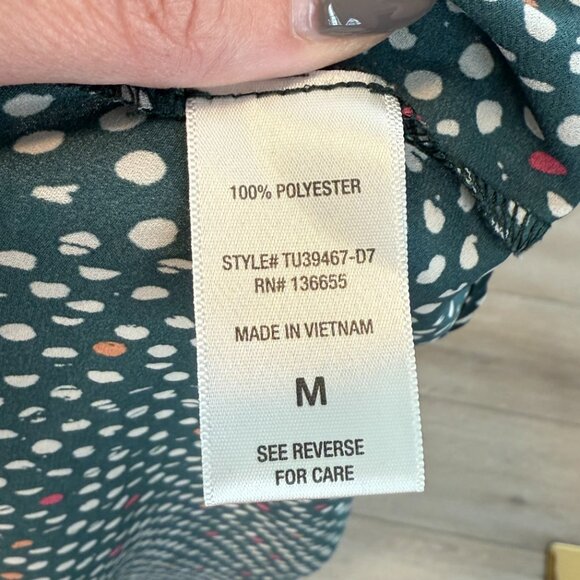 100% POLYESTER
STYLE# TU39467-D7
RN# 136655
MADE IN VIETNAM
M
SEE REVERSE
FOR CARE